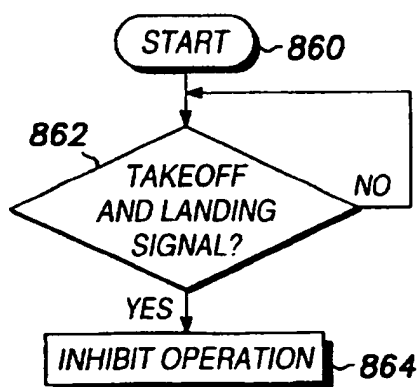 START
860
862
TAKEOFF
AND LANDING
SIGNAL?
NO
YES
INHIBIT OPERATION
864